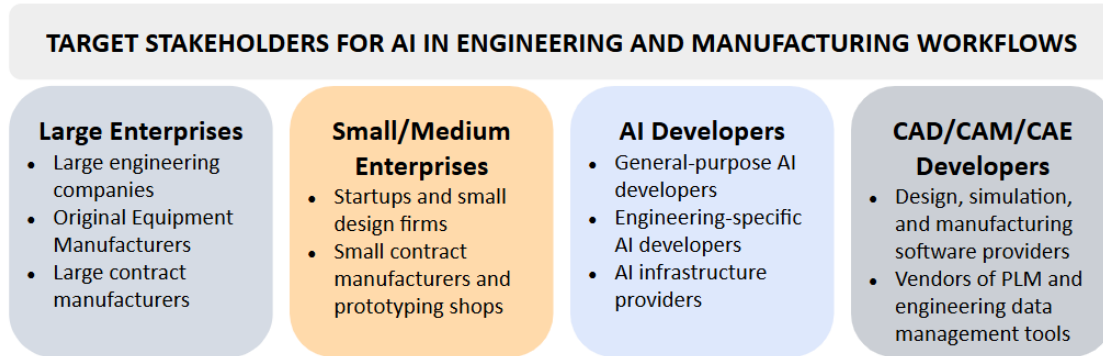 TARGET STAKEHOLDERS FOR AI IN ENGINEERING AND MANUFACTURING WORKFLOWS
Large Enterprises
• Large engineering
companies
• Original Equipment
Manufacturers
• Large contract
manufacturers
Small/Medium
Enterprises
• Startups and small
design firms
• Small contract
manufacturers and
prototyping shops
AI Developers
• General-purpose AI
developers
• Engineering-specific
AI developers
• AI infrastructure
providers
CAD/CAM/CAE
Developers
• Design, simulation,
and manufacturing
software providers
• Vendors of PLM and
engineering data
management tools